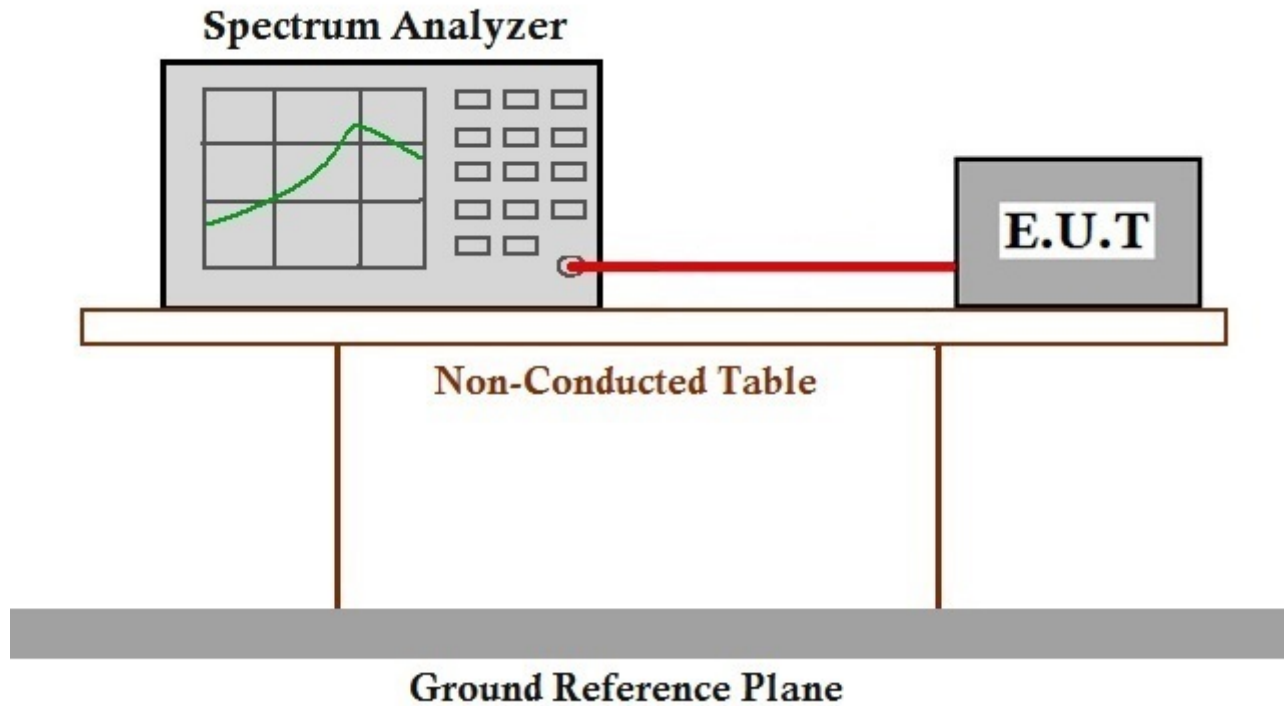 Spectrum Analyzer
E.U.T
Non-Conducted Table
Ground Reference Plane